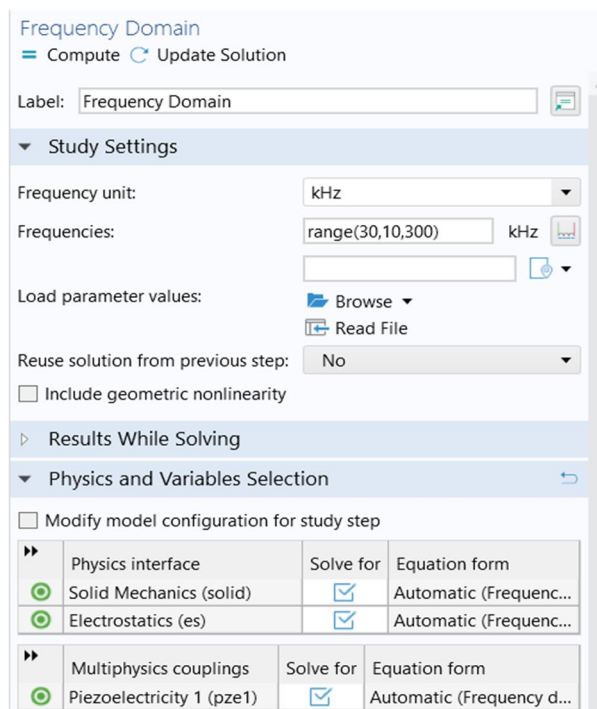 Frequency Domain
= Compute Update Solution
Label: Frequency Domain
Study Settings
Frequency unit: kHz
Frequencies: range(30,10,300) kHz
Load parameter values: Browse
Read File
Reuse solution from previous step: No
Include geometric nonlinearity
Results While Solving
Physics and Variables Selection
Modify model configuration for study step
Physics interface Solve for Equation form
Solid Mechanics (solid) Automatic (Frequenc...
Electrostatics (es) Automatic (Frequenc...
Multiphysics couplings Solve for Equation form
Piezoelectricity 1 (pze1) Automatic (Frequency d...